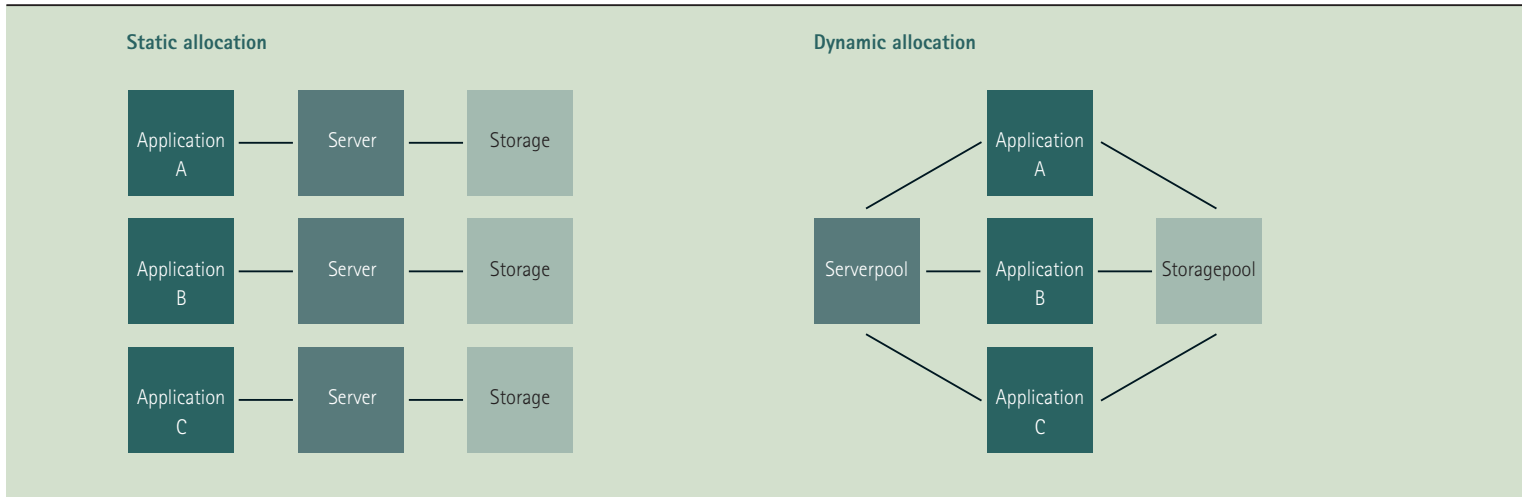 Static allocation
Application
A
Server
Storage
Application
B
Server
Storage
Application
C
Server
Storage
Dynamic allocation
Application
A
Serverpool
Application
B
Storagepool
Application
C